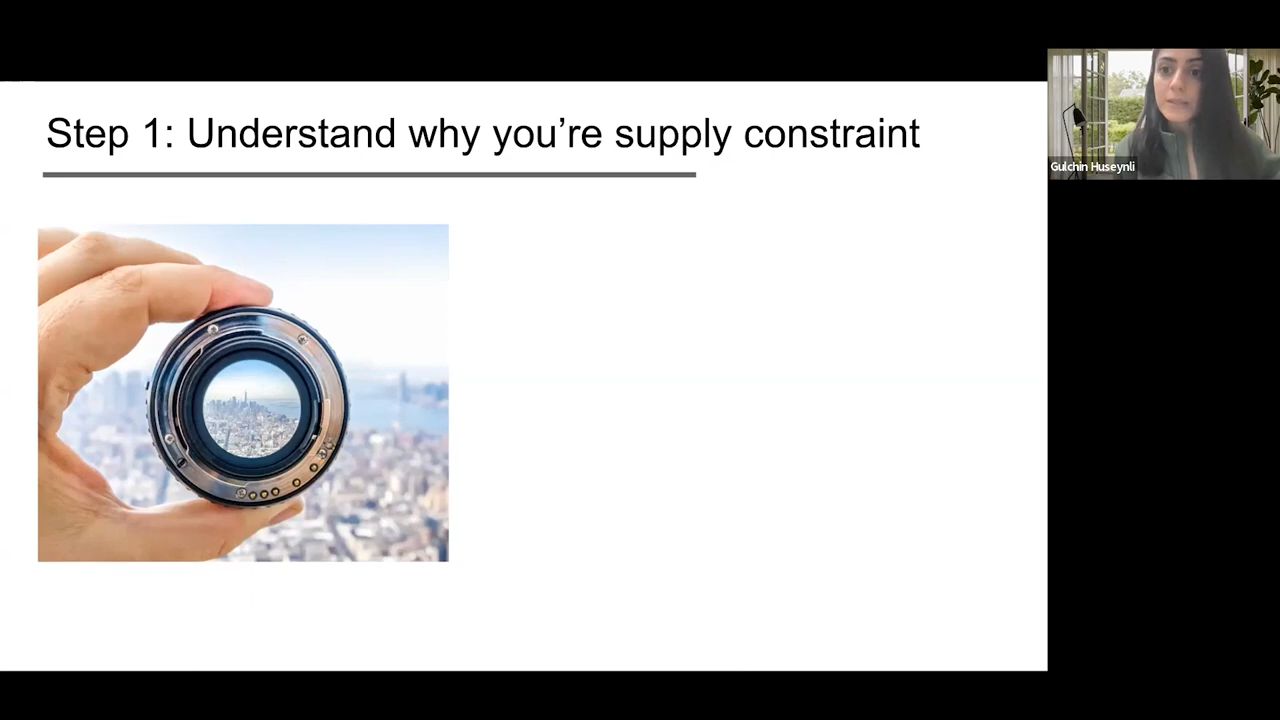 Step 1: Understand why you’re supply constraint
Gulchin Huseynli